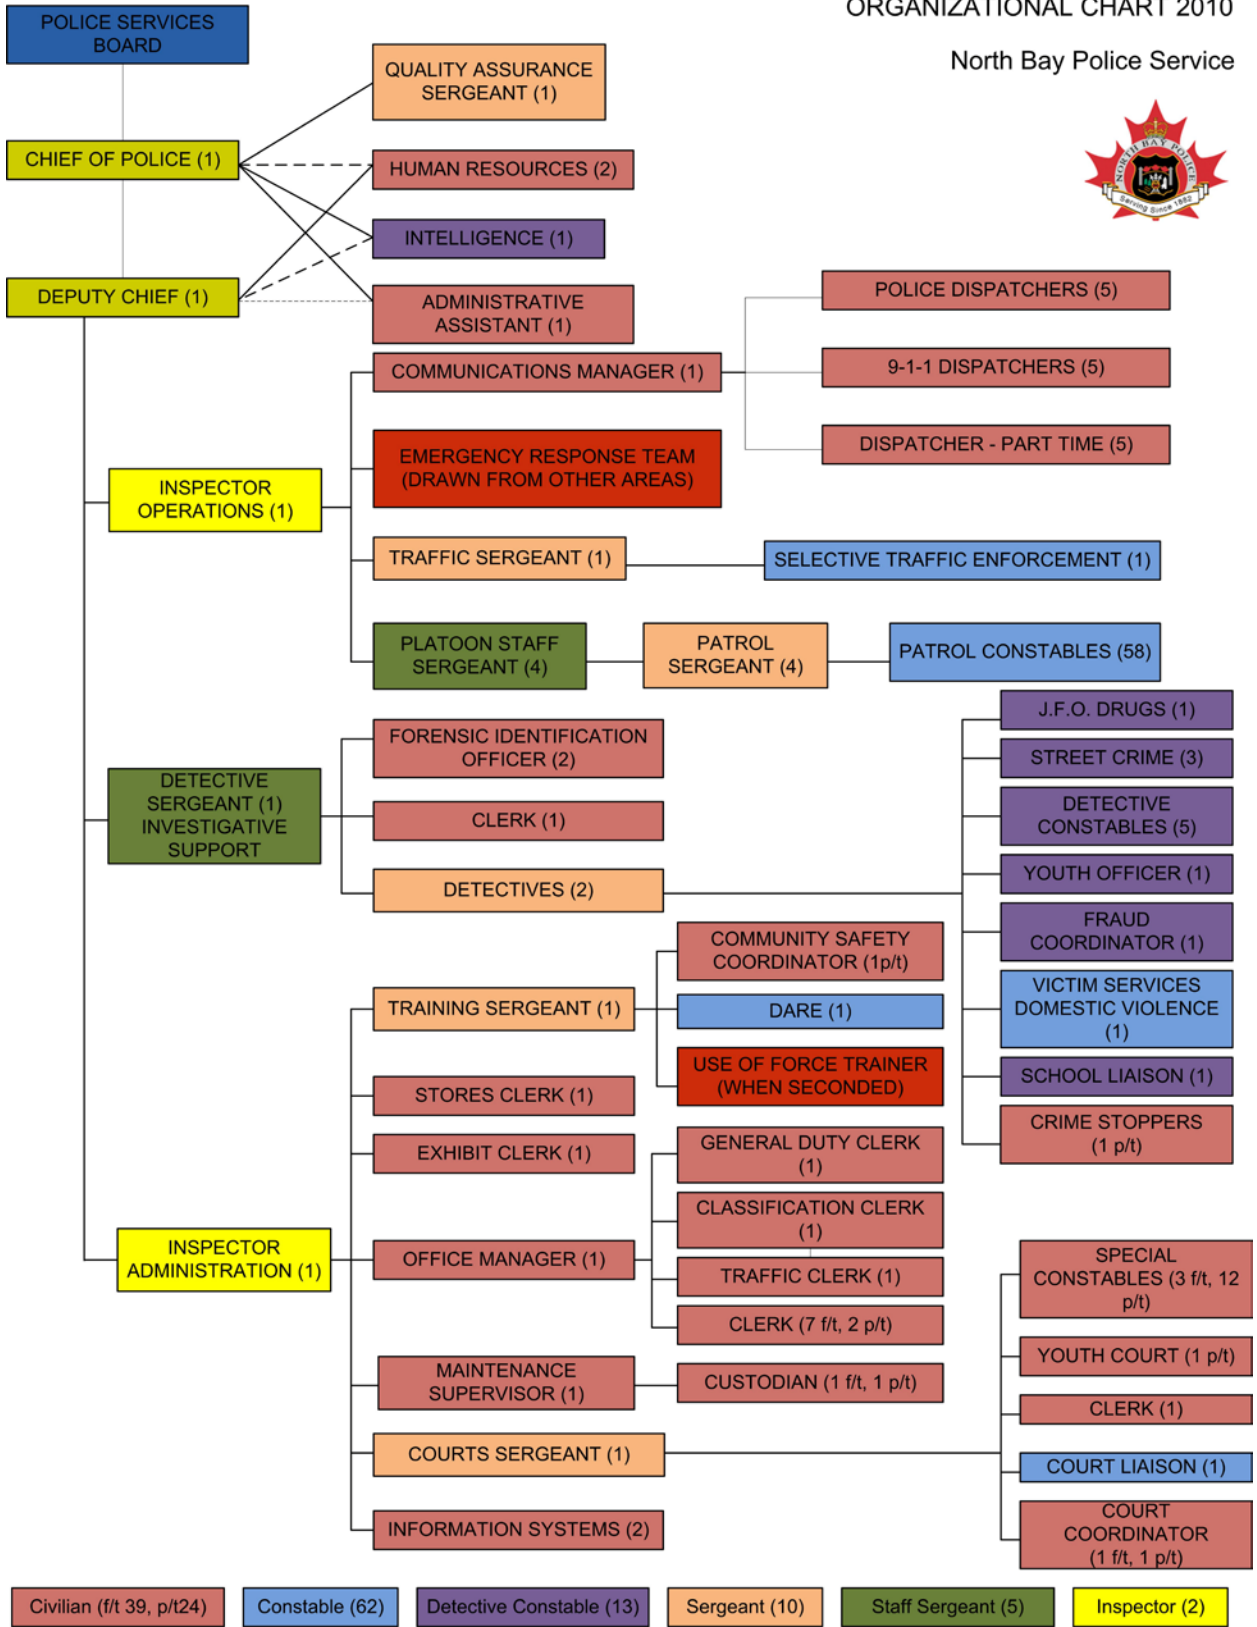 ORGANIZATIONAL CHART 2010
North Bay Police Service
NORTH BAY POLICE
Serving Since 1882
POLICE SERVICES
BOARD
CHIEF OF POLICE (1)
DEPUTY CHIEF (1)
QUALITY ASSURANCE
SERGEANT (1)
HUMAN RESOURCES (2)
INTELLIGENCE (1)
ADMINISTRATIVE
ASSISTANT (1)
INSPECTOR
OPERATIONS (1)
COMMUNICATIONS MANAGER (1)
POLICE DISPATCHERS (5)
9-1-1 DISPATCHERS (5)
DISPATCHER - PART TIME (5)
EMERGENCY RESPONSE TEAM
(DRAWN FROM OTHER AREAS)
TRAFFIC SERGEANT (1)
SELECTIVE TRAFFIC ENFORCEMENT (1)
PLATOON STAFF
SERGEANT (4)
PATROL
SERGEANT (4)
PATROL CONSTABLES (58)
DETECTIVE
SERGEANT (1)
INVESTIGATIVE
SUPPORT
FORENSIC IDENTIFICATION
OFFICER (2)
CLERK (1)
DETECTIVES (2)
J.F.O. DRUGS (1)
STREET CRIME (3)
DETECTIVE
CONSTABLES (5)
YOUTH OFFICER (1)
FRAUD
COORDINATOR (1)
VICTIM SERVICES
DOMESTIC VIOLENCE
(1)
SCHOOL LIAISON (1)
CRIME STOPPERS
(1 p/t)
INSPECTOR
ADMINISTRATION (1)
TRAINING SERGEANT (1)
COMMUNITY SAFETY
COORDINATOR (1p/t)
DARE (1)
USE OF FORCE TRAINER
(WHEN SECONDED)
STORES CLERK (1)
EXHIBIT CLERK (1)
OFFICE MANAGER (1)
GENERAL DUTY CLERK
(1)
CLASSIFICATION CLERK
(1)
TRAFFIC CLERK (1)
CLERK (7 f/t, 2 p/t)
MAINTENANCE
SUPERVISOR (1)
CUSTODIAN (1 f/t, 1 p/t)
COURTS SERGEANT (1)
SPECIAL
CONSTABLES (3 f/t, 12
p/t)
YOUTH COURT (1 p/t)
CLERK (1)
COURT LIAISON (1)
COURT
COORDINATOR
(1 f/t, 1 p/t)
INFORMATION SYSTEMS (2)
Civilian (f/t 39, p/t24)
Constable (62)
Detective Constable (13)
Sergeant (10)
Staff Sergeant (5)
Inspector (2)